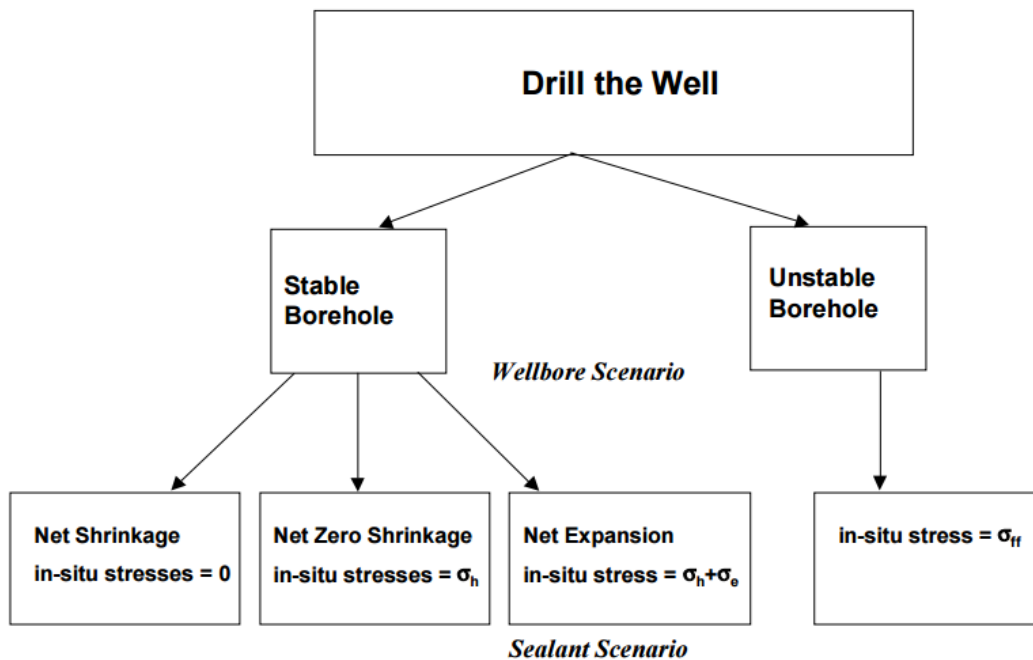 Drill the Well
Stable
Borehole
Unstable
Borehole
Wellbore Scenario
Net Shrinkage
in-situ stresses = 0
Net Zero Shrinkage
in-situ stresses = σh
Net Expansion
in-situ stress = σh+σe
in-situ stress = σff
Sealant Scenario